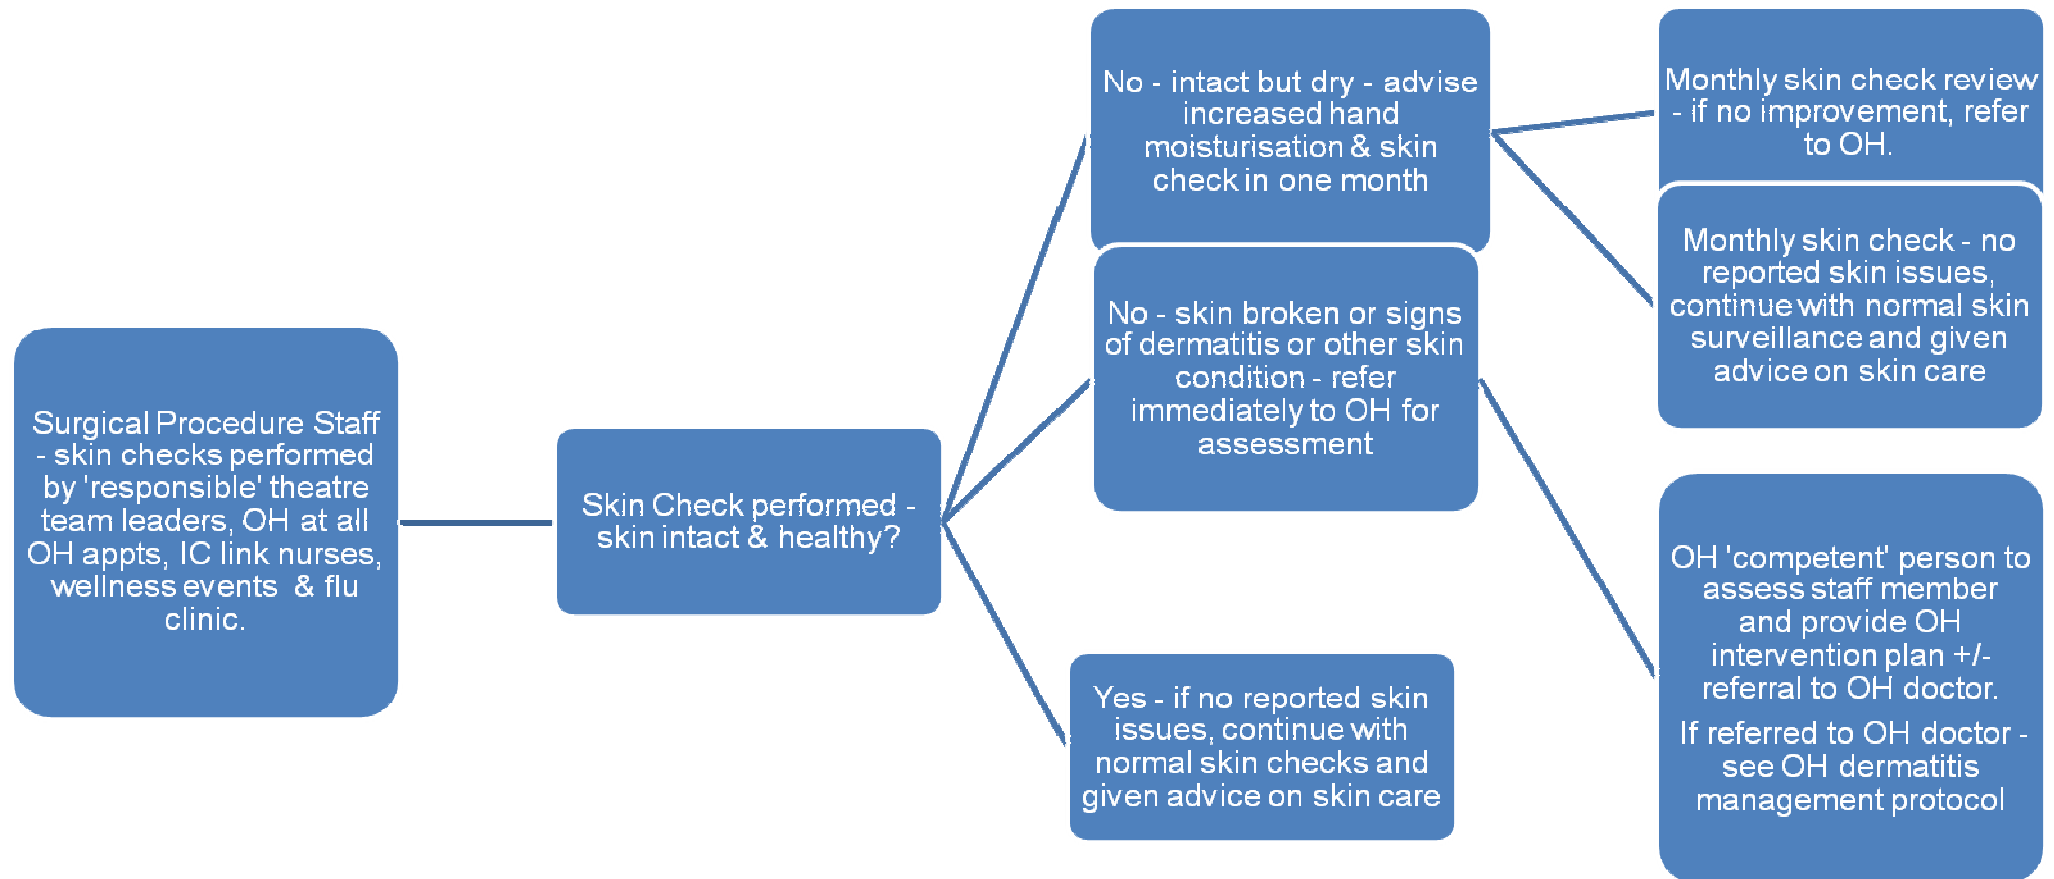 Surgical Procedure Staff
- skin checks performed
by 'responsible' theatre
team leaders, OH at all
OH appts, IC link nurses,
wellness events & flu
clinic.
Skin Check performed -
skin intact & healthy?
No - intact but dry - advise
increased hand
moisturisation & skin
check in one month
No - skin broken or signs
of dermatitis or other skin
condition - refer
immediately to OH for
assessment
Yes - if no reported skin
issues, continue with
normal skin checks and
given advice on skin care
Monthly skin check review
- if no improvement, refer
to OH.
Monthly skin check - no
reported skin issues,
continue with normal skin
surveillance and given
advice on skin care
OH 'competent' person to
assess staff member
and provide OH
intervention plan +/-
referral to OH doctor.
If referred to OH doctor -
see OH dermatitis
management protocol